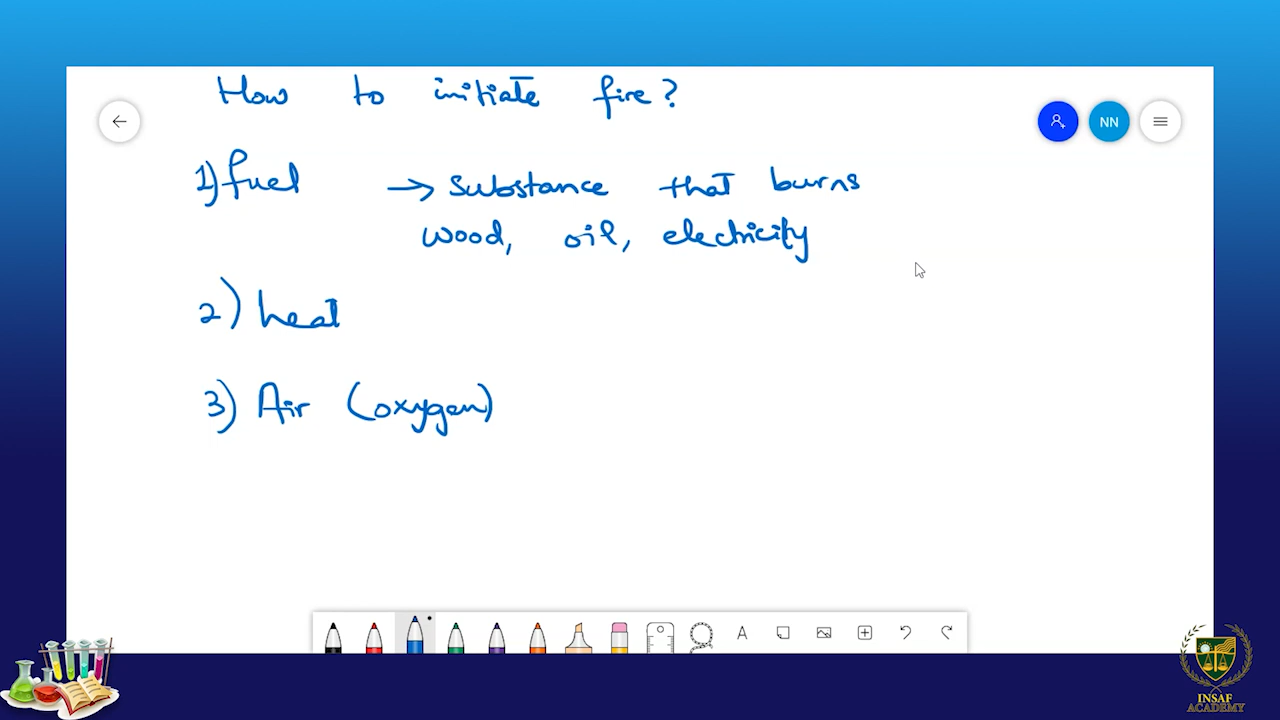 How to initiate fire?
1) fuel → substance that burns
wood, oil, electricity
2) heat
3) Air (oxygen)
NN
A
INSAF
ACADEMY